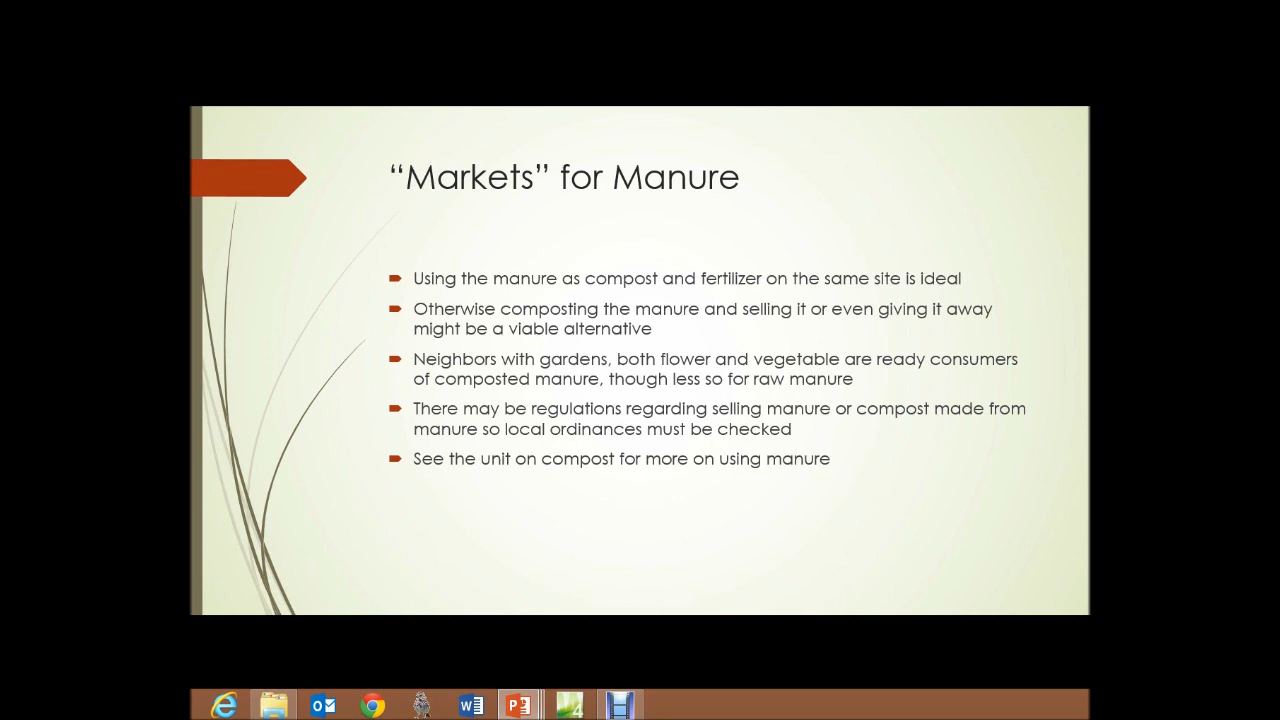 “Markets” for Manure
Using the manure as compost and fertilizer on the same site is ideal
Otherwise composting the manure and selling it or even giving it away
might be a viable alternative
Neighbors with gardens, both flower and vegetable are ready consumers
of composted manure, though less so for raw manure
There may be regulations regarding selling manure or compost made from
manure so local ordinances must be checked
See the unit on compost for more on using manure